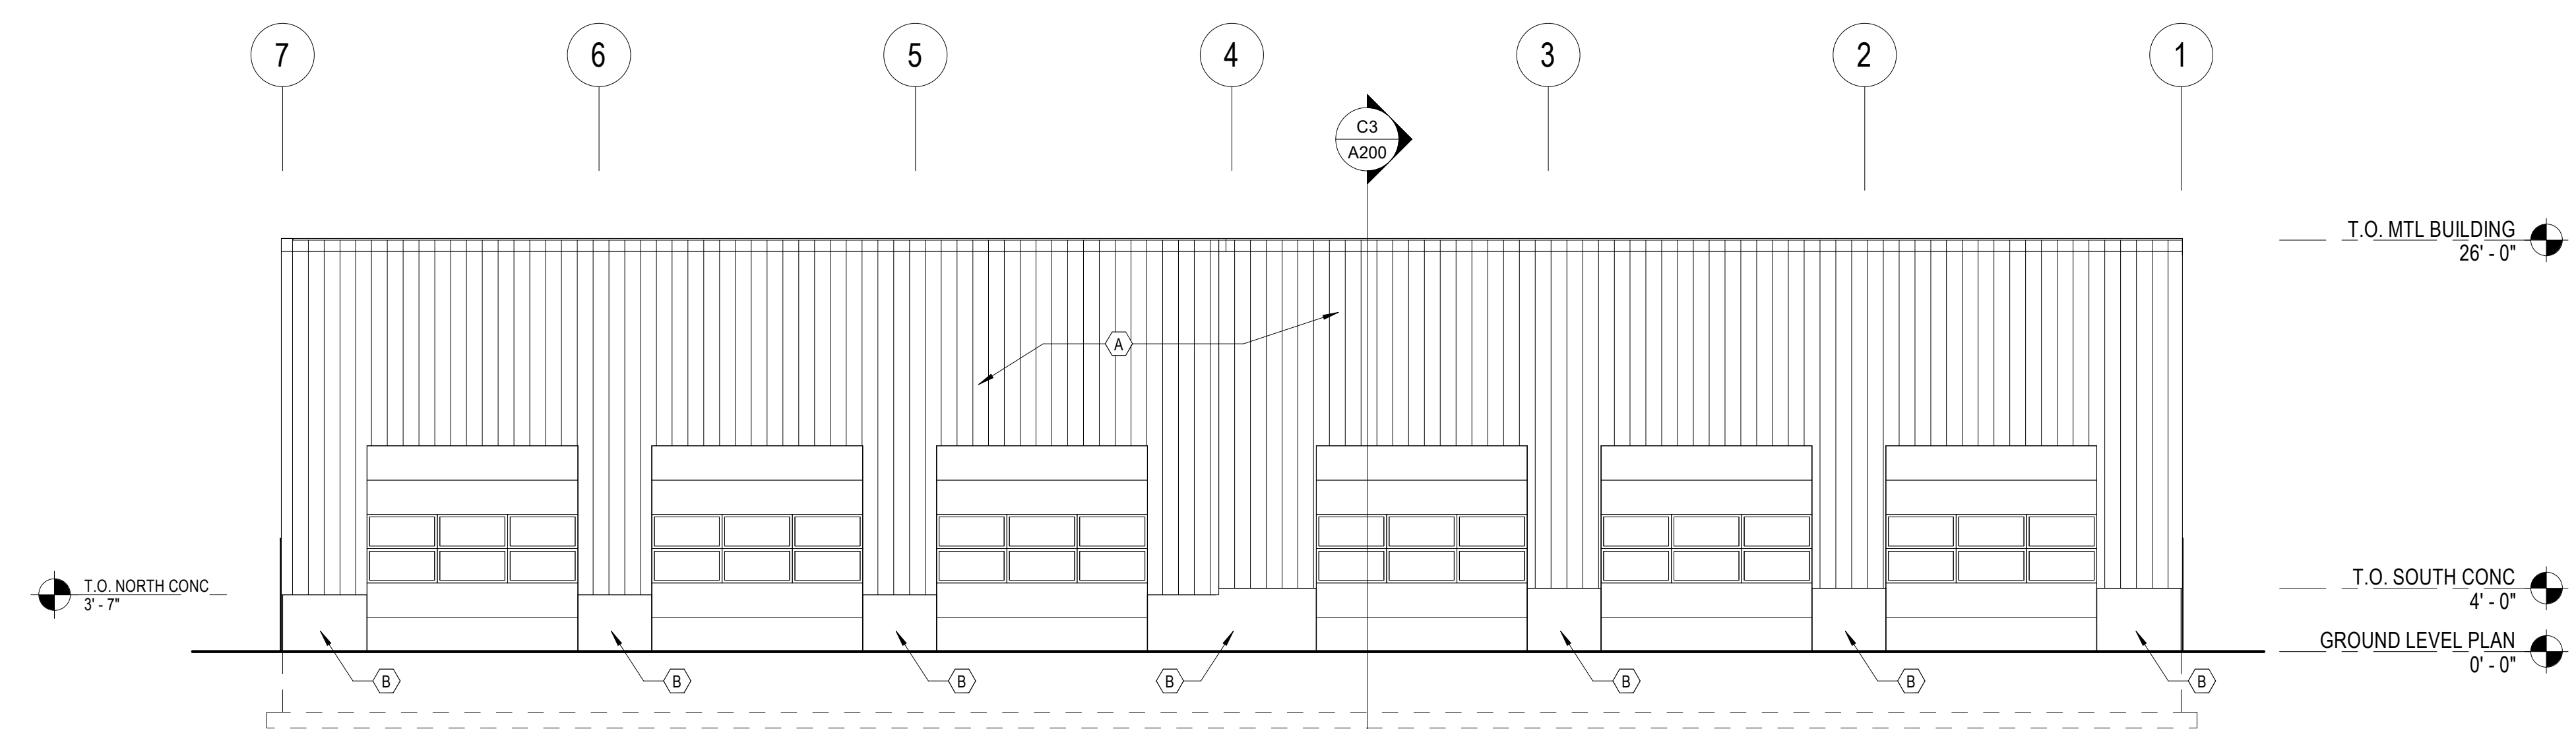 7 6 5 4 3 2 1
C3
A200
T.O. MTL BUILDING
26' - 0"
A
T.O. NORTH CONC
3' - 7"
T.O. SOUTH CONC
4' - 0"
GROUND LEVEL PLAN
0' - 0"
B B B B B B B